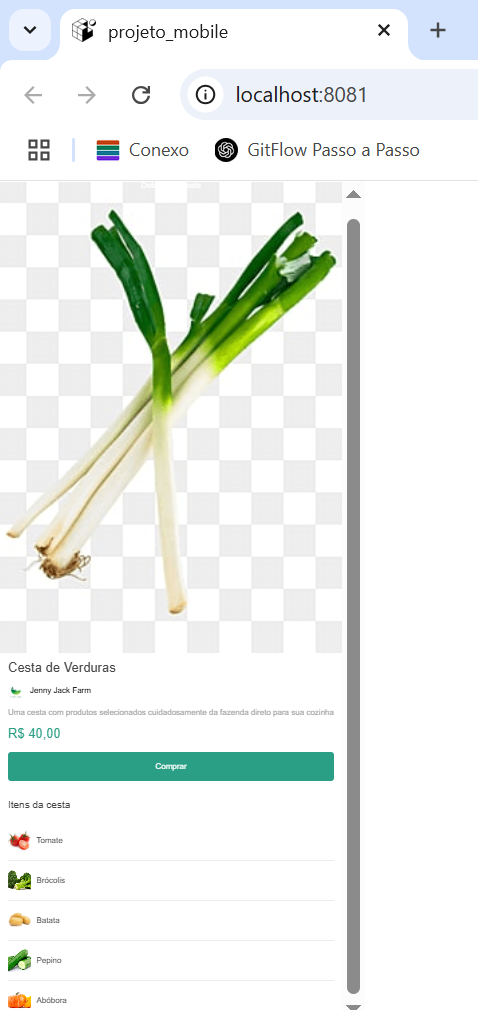 projeto_mobile
localhost:8081
Conexo
GitFlow Passo a Passo
Cesta de Verduras
Jenny Jack Farm
Uma cesta com produtos selecionados cuidadosamente da fazenda direto para sua cozinha
R$ 40,00
Comprar
Itens da cesta
Tomate
Brócolis
Batata
Pepino
Abóbora